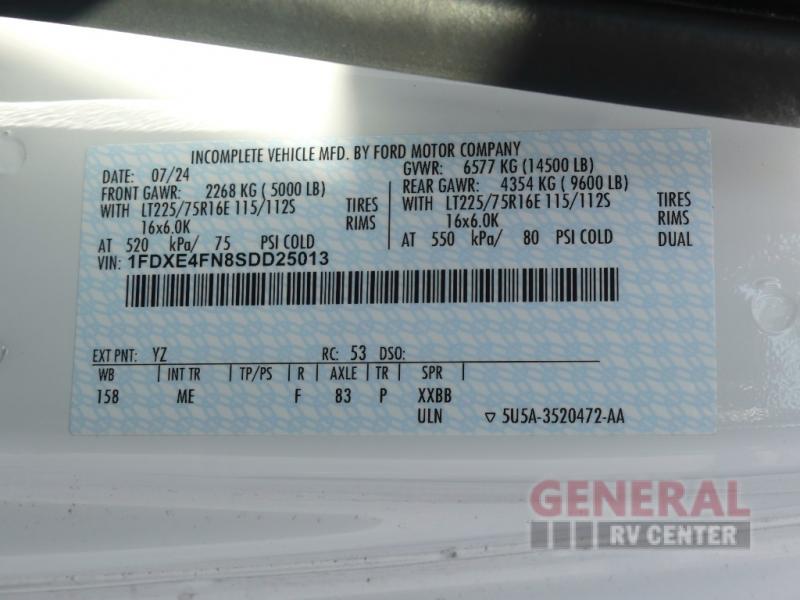 INCOMPLETE VEHICLE MFD. BY FORD MOTOR COMPANY
DATE: 07/24 GVWR: 6577 KG (14500 LB)
FRONT GAWR: 2268 KG ( 5000 LB) REAR GAWR: 4354 KG ( 9600 LB)
WITH LT225/75R16E 115/112S TIRES WITH LT225/75R16E 115/112S TIRES
16x6.0K RIMS 16x6.0K RIMS
AT 520 kPa/ 75 PSI COLD AT 550 kPa/ 80 PSI COLD DUAL
VIN: 1FDXE4FN8SDD25013
EXT PNT: YZ RC: 53 DSO:
WB INT TR TP/PS R AXLE TR SPR
158 ME F 83 P XXBB
ULN ▽ 5U5A-3520472-AA
GENERAL
RV CENTER